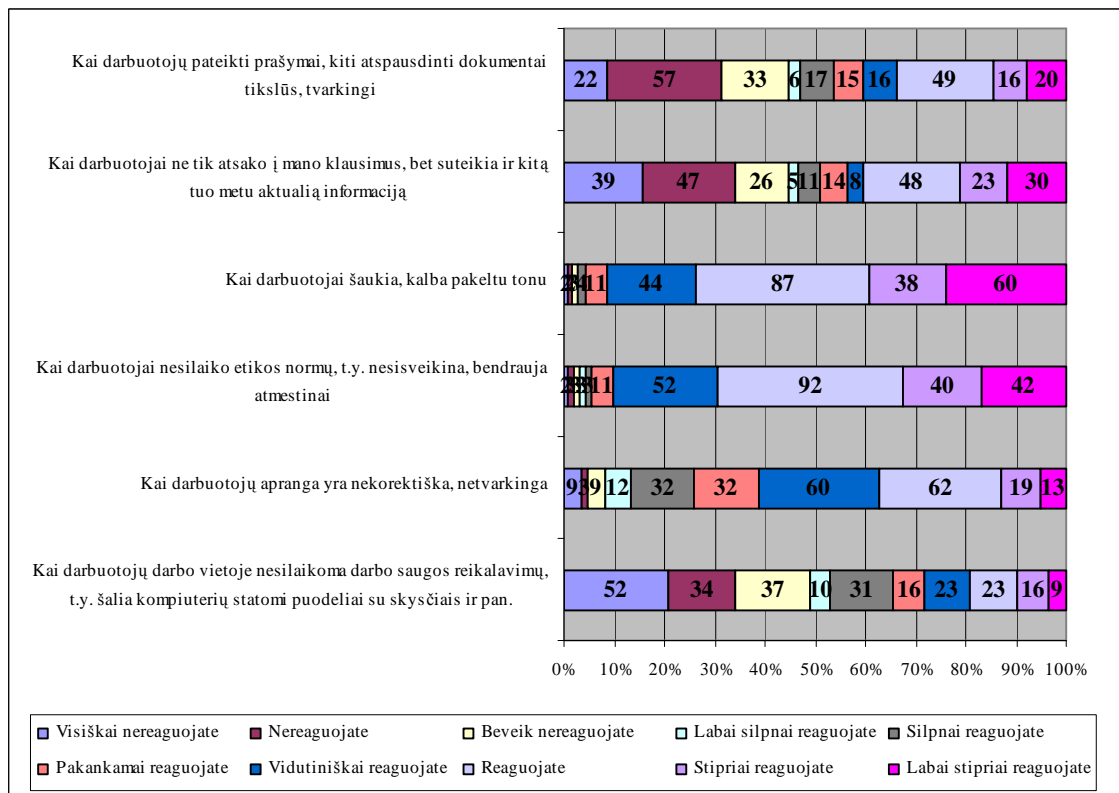 Kai darbuotojų pateikti prašymai, kiti atspausdinti dokumentai
tikslūs, tvarkingi
22 57 33 6 17 15 16 49 16 20
Kai darbuotojai ne tik atsako į mano klausimus, bet suteikia ir kitą
tuo metu aktualią informaciją
39 47 26 5 11 14 8 48 23 30
Kai darbuotojai šaukia, kalba pakeltu tonu
11 44 87 38 60
Kai darbuotojai nesilaiko etikos normų, t.y. nesisveikina, bendrauja
atmestinai
11 52 92 40 42
Kai darbuotojų apranga yra nekorektiška, netvarkinga
9 3 9 12 32 32 60 62 19 13
Kai darbuotojų darbo vietoje nesilaikoma darbo saugos reikalavimų,
t.y. šalia kompiuterių statomi puodeliai su skysčiais ir pan.
52 34 37 10 31 16 23 23 16 9
0% 10% 20% 30% 40% 50% 60% 70% 80% 90% 100%
Visiškai nereaguojate Nereaguojate Beveik nereaguojate Labai silpnai reaguojate Silpnai reaguojate
Pakankamai reaguojate Vidutiniškai reaguojate Reaguojate Stipriai reaguojate Labai stipriai reaguojate